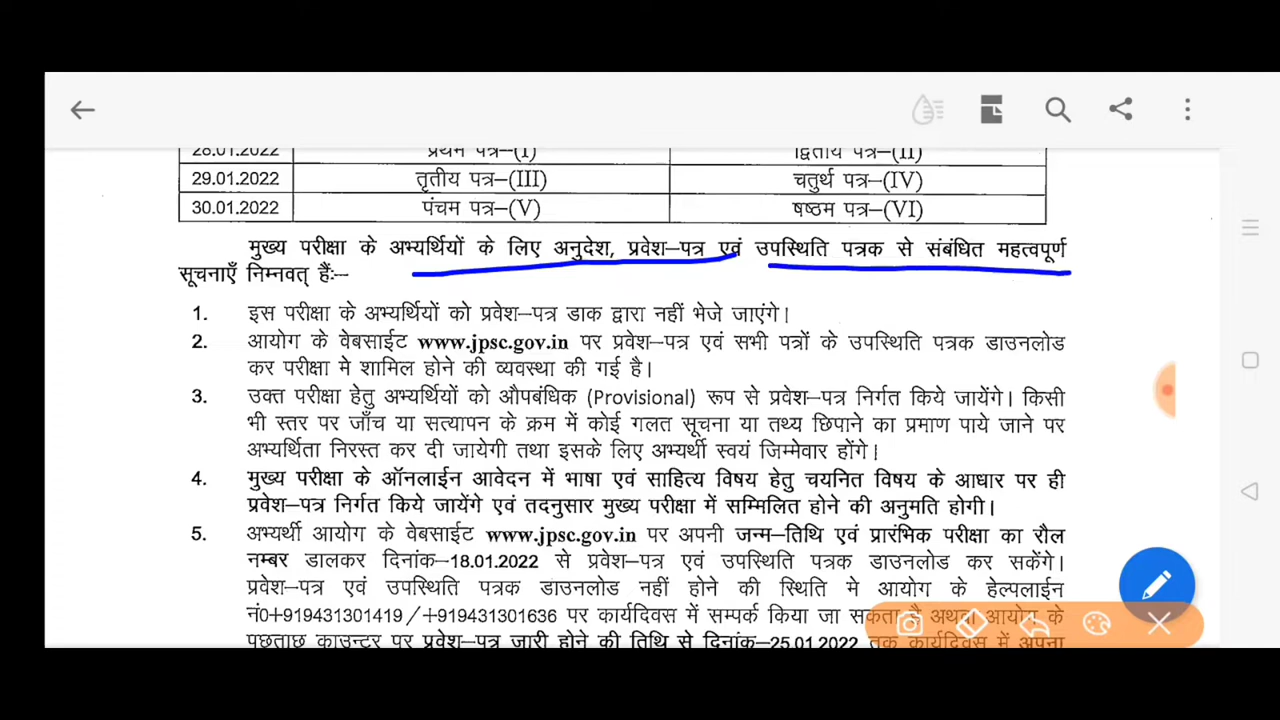 28.01.2022 प्रथम पत्र–(I) द्वितीय पत्र–(II)
29.01.2022 तृतीय पत्र–(III) चतुर्थ पत्र–(IV)
30.01.2022 पंचम पत्र–(V) षष्ठम पत्र–(VI)
मुख्य परीक्षा के अभ्यर्थियों के लिए अनुदेश, प्रवेश–पत्र एवं उपस्थिति पत्रक से संबंधित महत्वपूर्ण
सूचनाएँ निम्नवत् हैं:–
1. इस परीक्षा के अभ्यर्थियों को प्रवेश–पत्र डाक द्वारा नहीं भेजे जाएंगे।
2. आयोग के वेबसाईट www.jpsc.gov.in पर प्रवेश–पत्र एवं सभी पत्रों के उपस्थिति पत्रक डाउनलोड
कर परीक्षा मे शामिल होने की व्यवस्था की गई है।
3. उक्त परीक्षा हेतु अभ्यर्थियों को औपबंधिक (Provisional) रूप से प्रवेश–पत्र निर्गत किये जायेंगे। किसी
भी स्तर पर जाँच या सत्यापन के क्रम में कोई गलत सूचना या तथ्य छिपाने का प्रमाण पाये जाने पर
अभ्यर्थिता निरस्त कर दी जायेगी तथा इसके लिए अभ्यर्थी स्वयं जिम्मेवार होंगे।
4. मुख्य परीक्षा के ऑनलाईन आवेदन में भाषा एवं साहित्य विषय हेतु चयनित विषय के आधार पर ही
प्रवेश–पत्र निर्गत किये जायेंगे एवं तदनुसार मुख्य परीक्षा में सम्मिलित होने की अनुमति होगी।
5. अभ्यर्थी आयोग के वेबसाईट www.jpsc.gov.in पर अपनी जन्म–तिथि एवं प्रारंभिक परीक्षा का रौल
नम्बर डालकर दिनांक–18.01.2022 से प्रवेश–पत्र एवं उपस्थिति पत्रक डाउनलोड कर सकेंगे।
प्रवेश–पत्र एवं उपस्थिति पत्रक डाउनलोड नहीं होने की स्थिति मे आयोग के हेल्पलाईन
नं0+919431301419/+919431301636 पर कार्यदिवस में सम्पर्क किया जा सकता है अथवा आयोग के
पूछताछ काउन्टर पर प्रवेश–पत्र जारी होने की तिथि से दिनांक–25.01.2022 तक कार्यदिवस में अपना